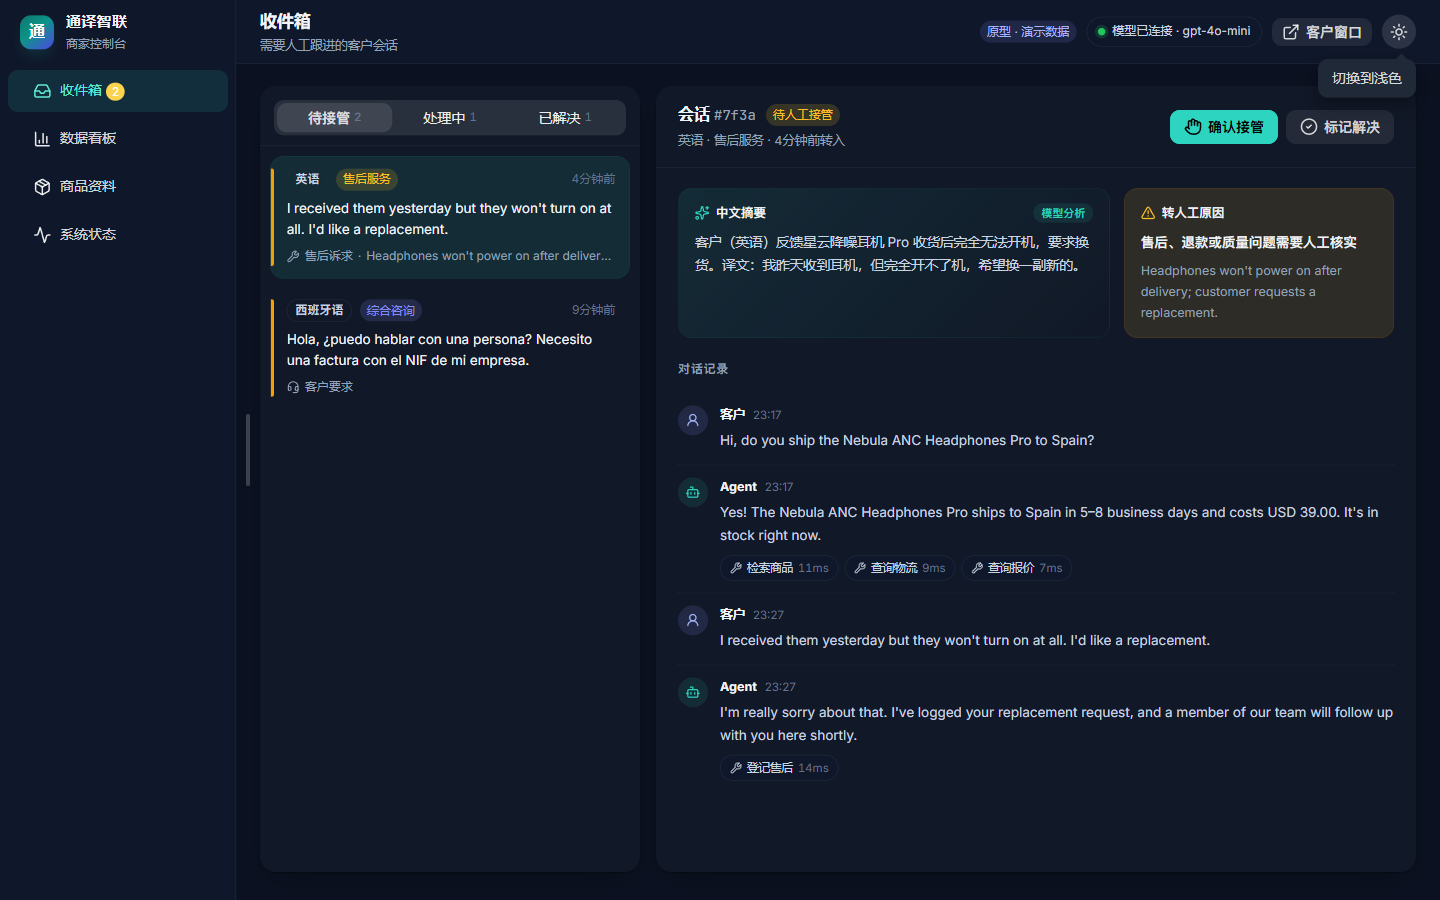 通
通译智联
商家控制台
收件箱 2
数据看板
商品资料
系统状态
收件箱
需要人工跟进的客户会话
原型 · 演示数据
模型已连接 · gpt-4o-mini
客户窗口
切换到浅色
待接管 2
处理中 1
已解决 1
英语
售后服务
4分钟前
I received them yesterday but they won't turn on at
all. I'd like a replacement.
售后诉求 · Headphones won't power on after deliver...
西班牙语
综合咨询
9分钟前
Hola, ¿puedo hablar con una persona? Necesito
una factura con el NIF de mi empresa.
客户要求
会话 #7f3a
待人工接管
英语 · 售后服务 · 4分钟前转入
确认接管
标记解决
中文摘要
模型分析
客户（英语）反馈星云降噪耳机 Pro 收货后完全无法开机，要求换
货。译文：我昨天收到耳机，但完全开不了机，希望换一副新的。
转人工原因
售后、退款或质量问题需要人工核实
Headphones won't power on after
delivery; customer requests a
replacement.
对话记录
客户 23:17
Hi, do you ship the Nebula ANC Headphones Pro to Spain?
Agent 23:17
Yes! The Nebula ANC Headphones Pro ships to Spain in 5–8 business days and costs USD 39.00. It's in
stock right now.
检索商品 11ms
查询物流 9ms
查询报价 7ms
客户 23:27
I received them yesterday but they won't turn on at all. I'd like a replacement.
Agent 23:27
I'm really sorry about that. I've logged your replacement request, and a member of our team will follow up
with you here shortly.
登记售后 14ms